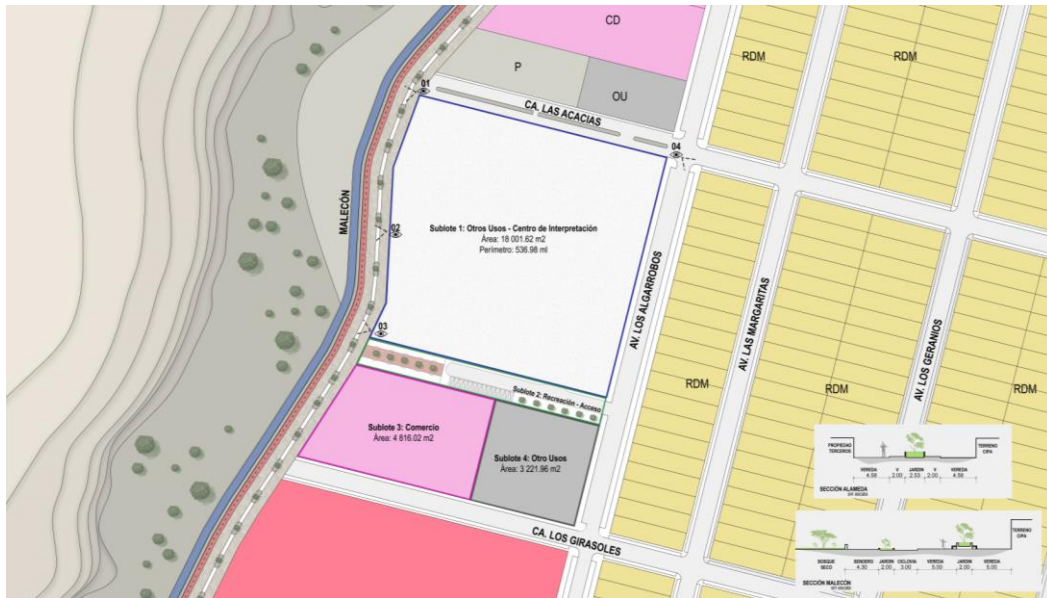 CD
RDM
RDM
P
OU
01
CA. LAS ACACIAS
04
MALECÓN
02
Sublote 1: Otros Usos - Centro de Interpretación
Área: 18 001.62 m2
Perímetro: 536.98 ml
03
AV. LOS ALGARROBOS
AV. LAS MARGARITAS
AV. LOS GERANIOS
RDM
RDM
RDM
Sublote 2: Recreación - Acceso
Sublote 3: Comercio
Área: 4 816.02 m2
Sublote 4: Otro Usos
Área: 3 221.96 m2
CA. LOS GIRASOLES
PROPIEDAD
TERCEROS
TERRENO
CIPA
VEREDA V JARDIN V VEREDA
4.58 2.00 2.53 2.00 4.58
SECCIÓN ALAMEDA
TERRENO
CIPA
BOSQUE
SECO
SENDERO JARDIN CICLOVIA VEREDA JARDIN VEREDA
4.30 2.00 3.00 5.00 2.00 5.00
SECCIÓN MALECÓN